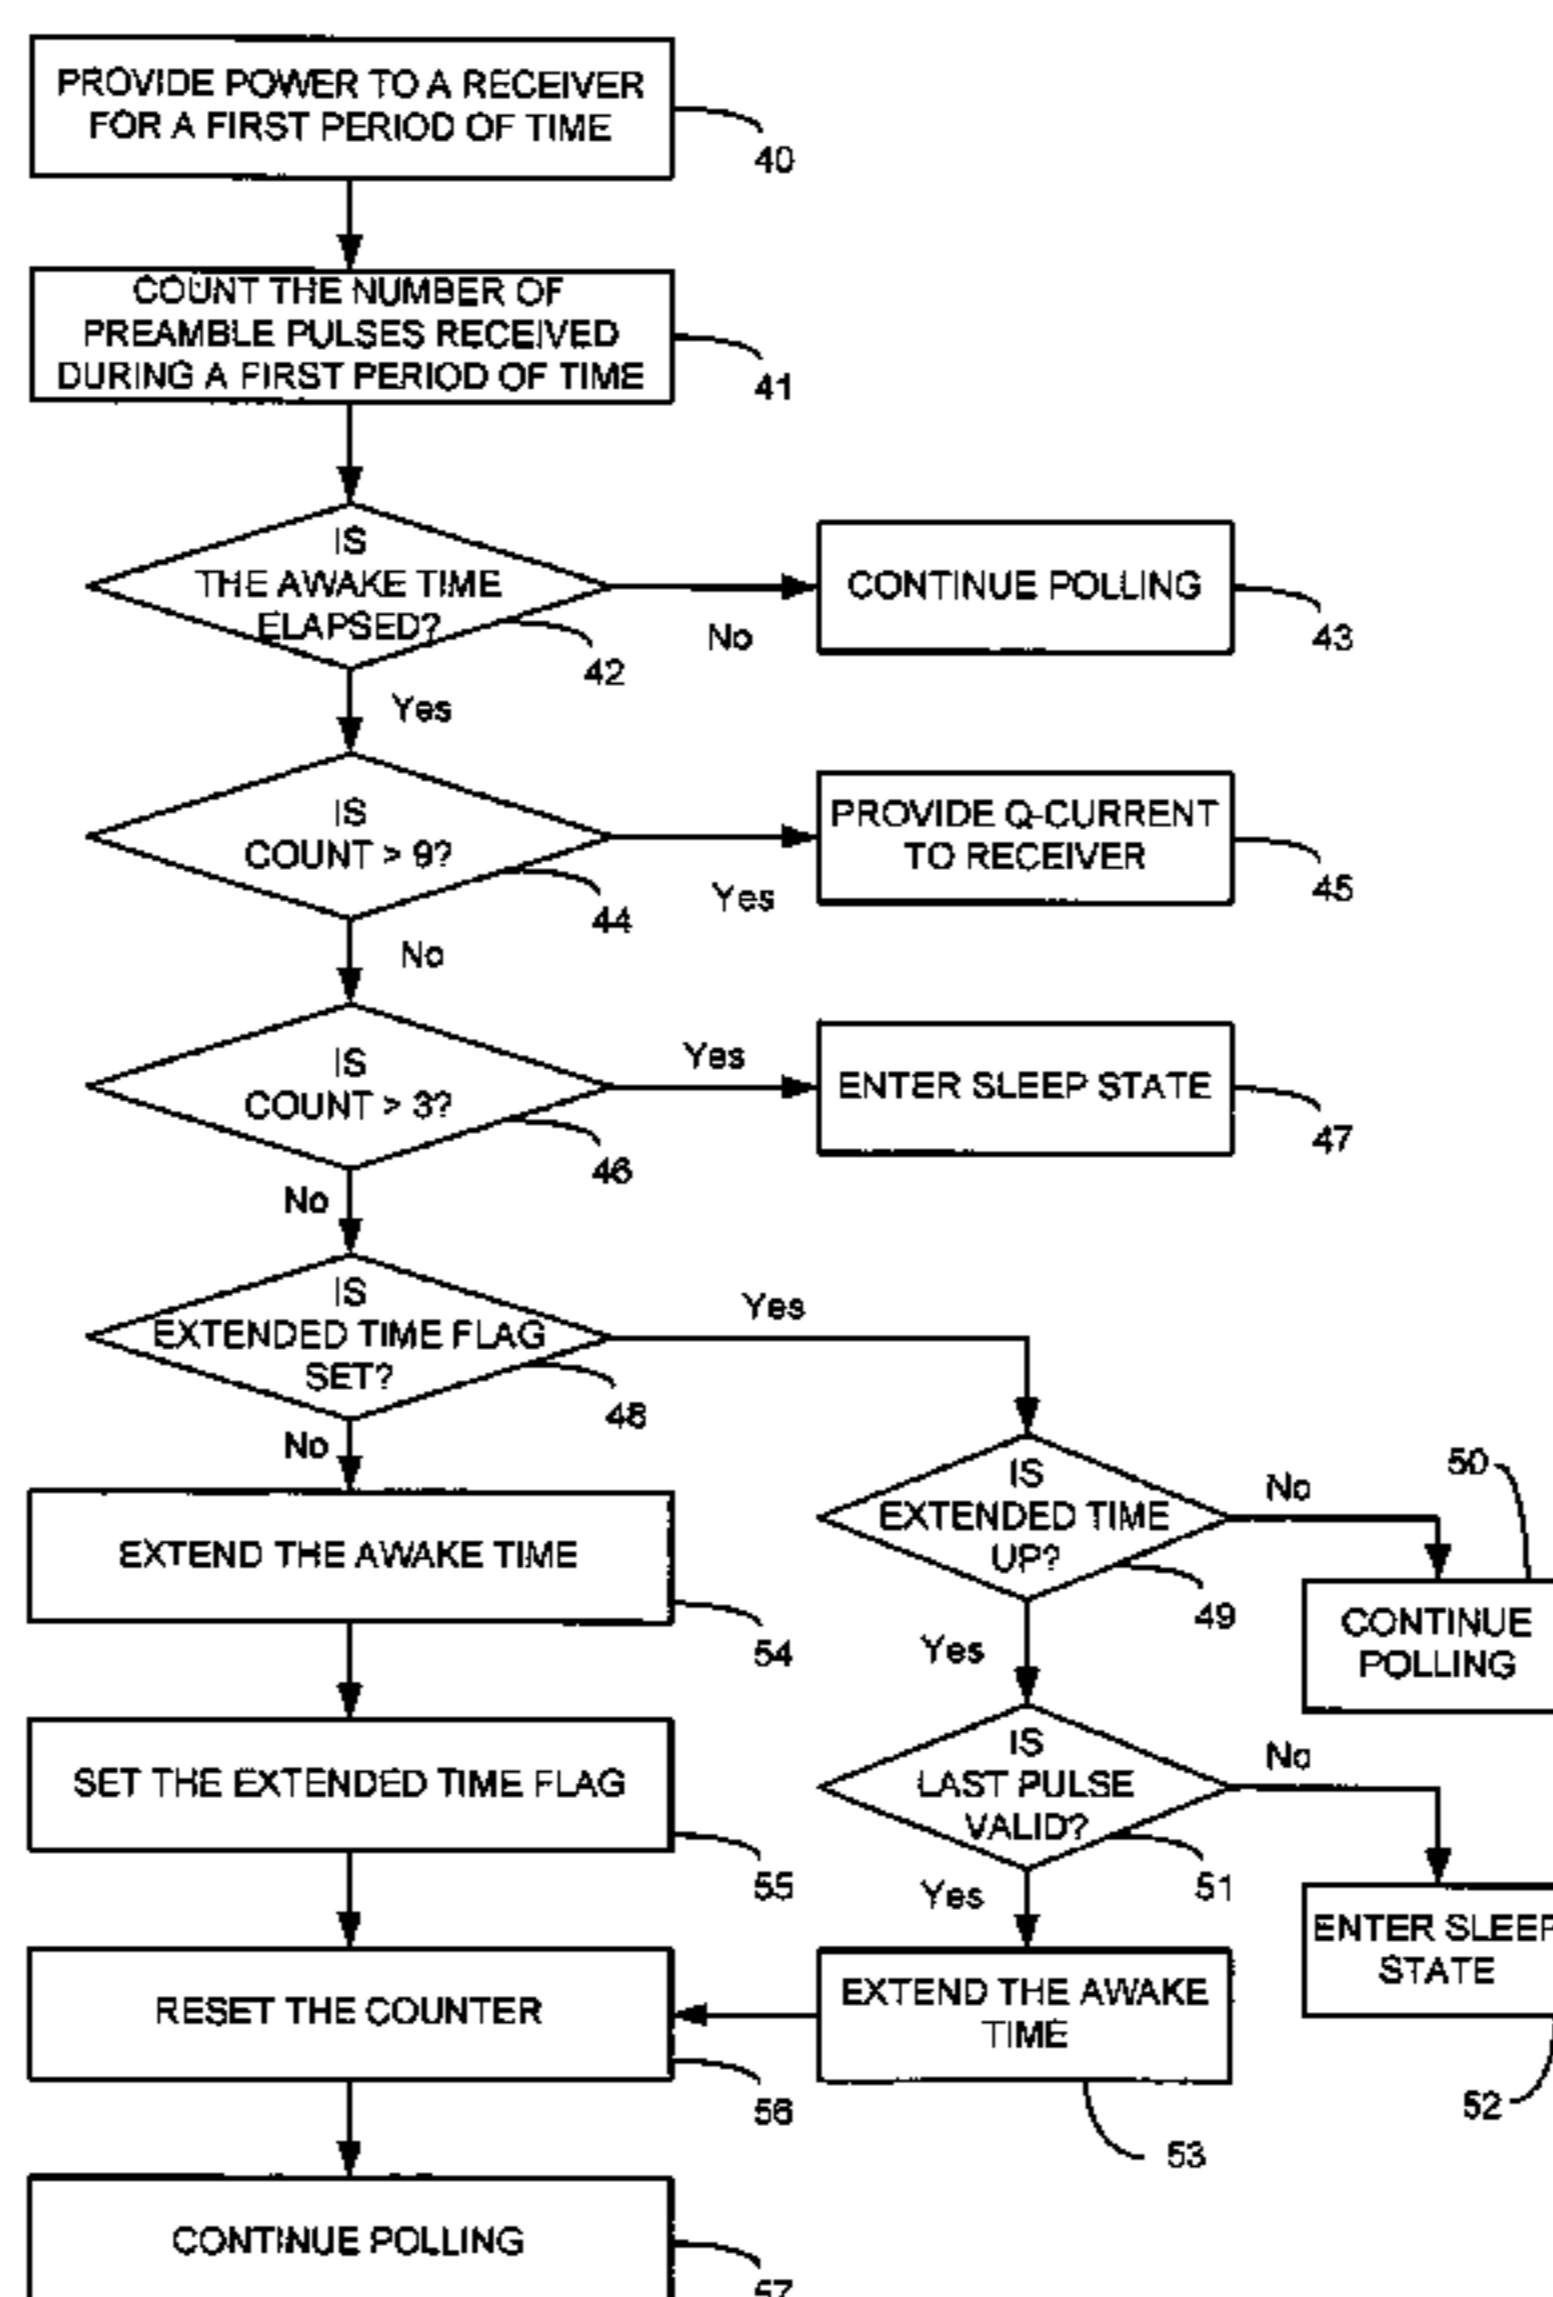 PROVIDE POWER TO A RECEIVER
FOR A FIRST PERIOD OF TIME
40
COUNT THE NUMBER OF
PREAMBLE PULSES RECEIVED
DURING A FIRST PERIOD OF TIME
41
IS
THE AWAKE TIME
ELAPSED?
42
No
CONTINUE POLLING
43
Yes
IS
COUNT > 9?
44
Yes
PROVIDE Q-CURRENT
TO RECEIVER
45
No
IS
COUNT > 3?
46
Yes
ENTER SLEEP STATE
47
No
IS
EXTENDED TIME FLAG
SET?
48
Yes
No
IS
EXTENDED TIME
UP?
49
No
50
CONTINUE
POLLING
EXTEND THE AWAKE TIME
54
Yes
IS
LAST PULSE
VALID?
51
No
SET THE EXTENDED TIME FLAG
55
Yes
ENTER SLEEP
STATE
52
EXTEND THE AWAKE
TIME
53
RESET THE COUNTER
56
CONTINUE POLLING
57